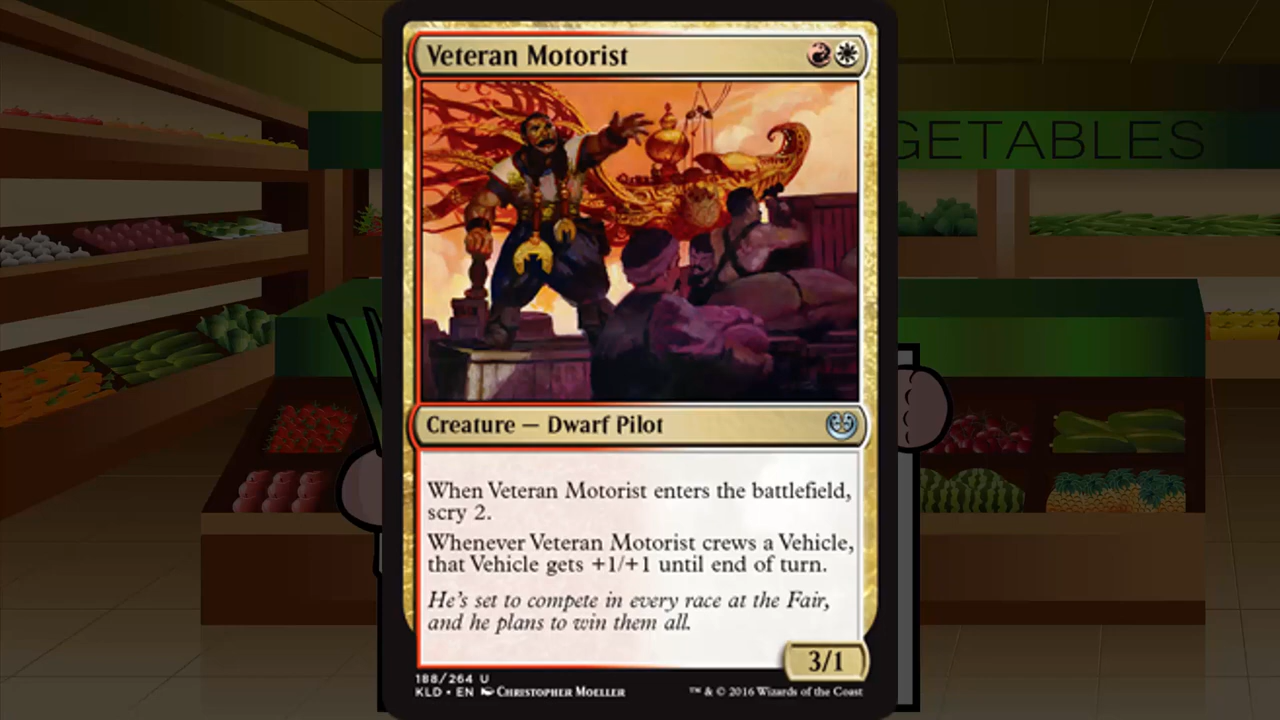 Veteran Motorist
GETABLES
Creature — Dwarf Pilot
When Veteran Motorist enters the battlefield,
scry 2.
Whenever Veteran Motorist crews a Vehicle,
that Vehicle gets +1/+1 until end of turn.
He's set to compete in every race at the Fair,
and he plans to win them all.
3/1
188/264 U
KLD • EN Christopher Moeller
™ & © 2016 Wizards of the Coast